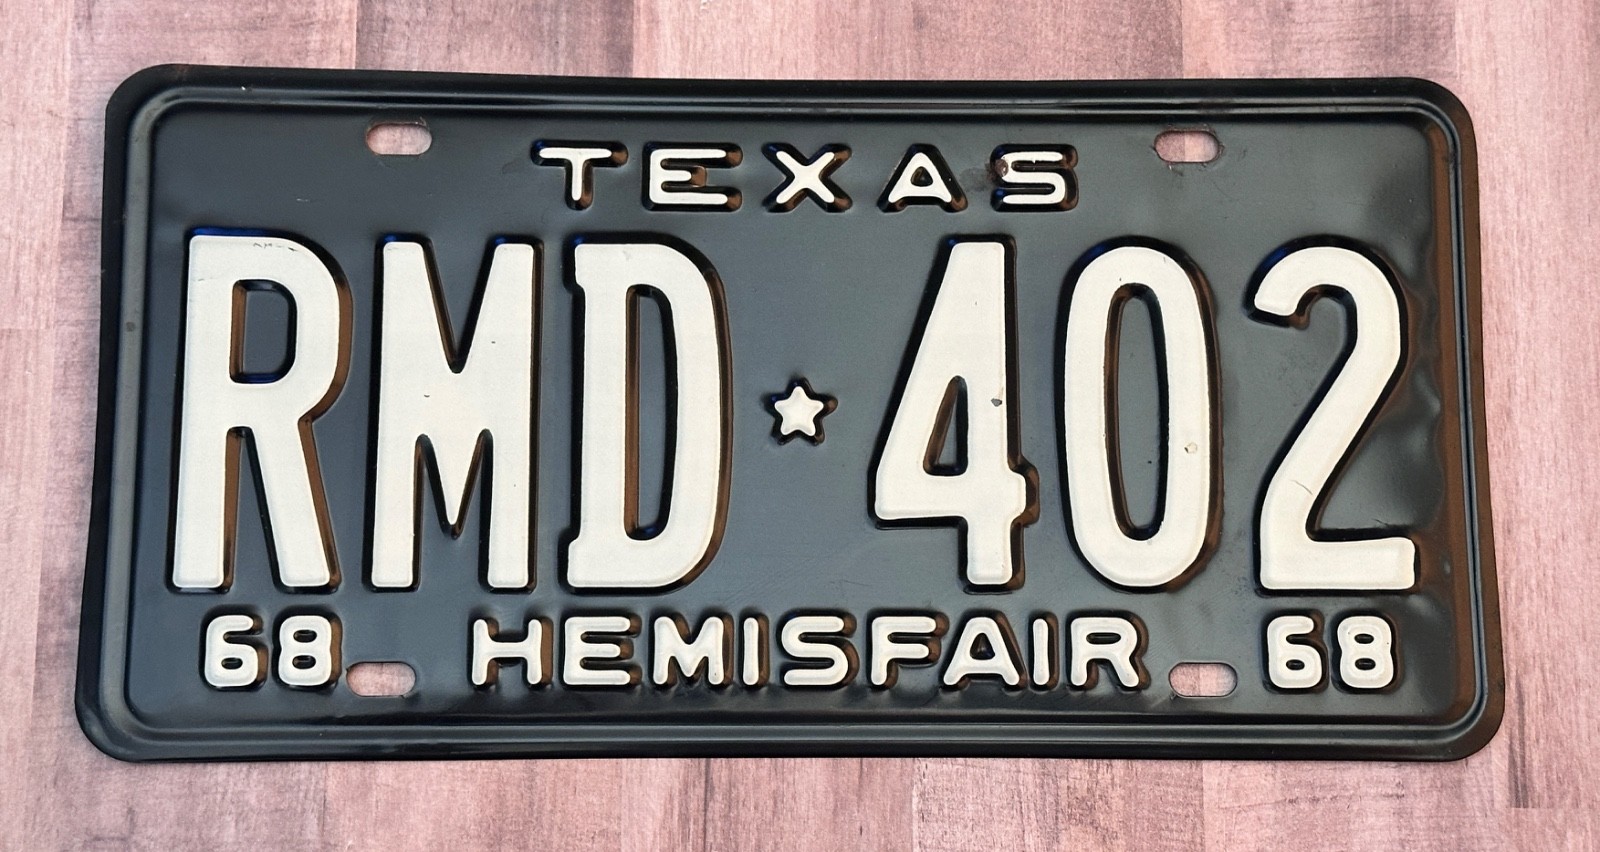 TEXAS
RMD★402
68 HEMISFAIR 68